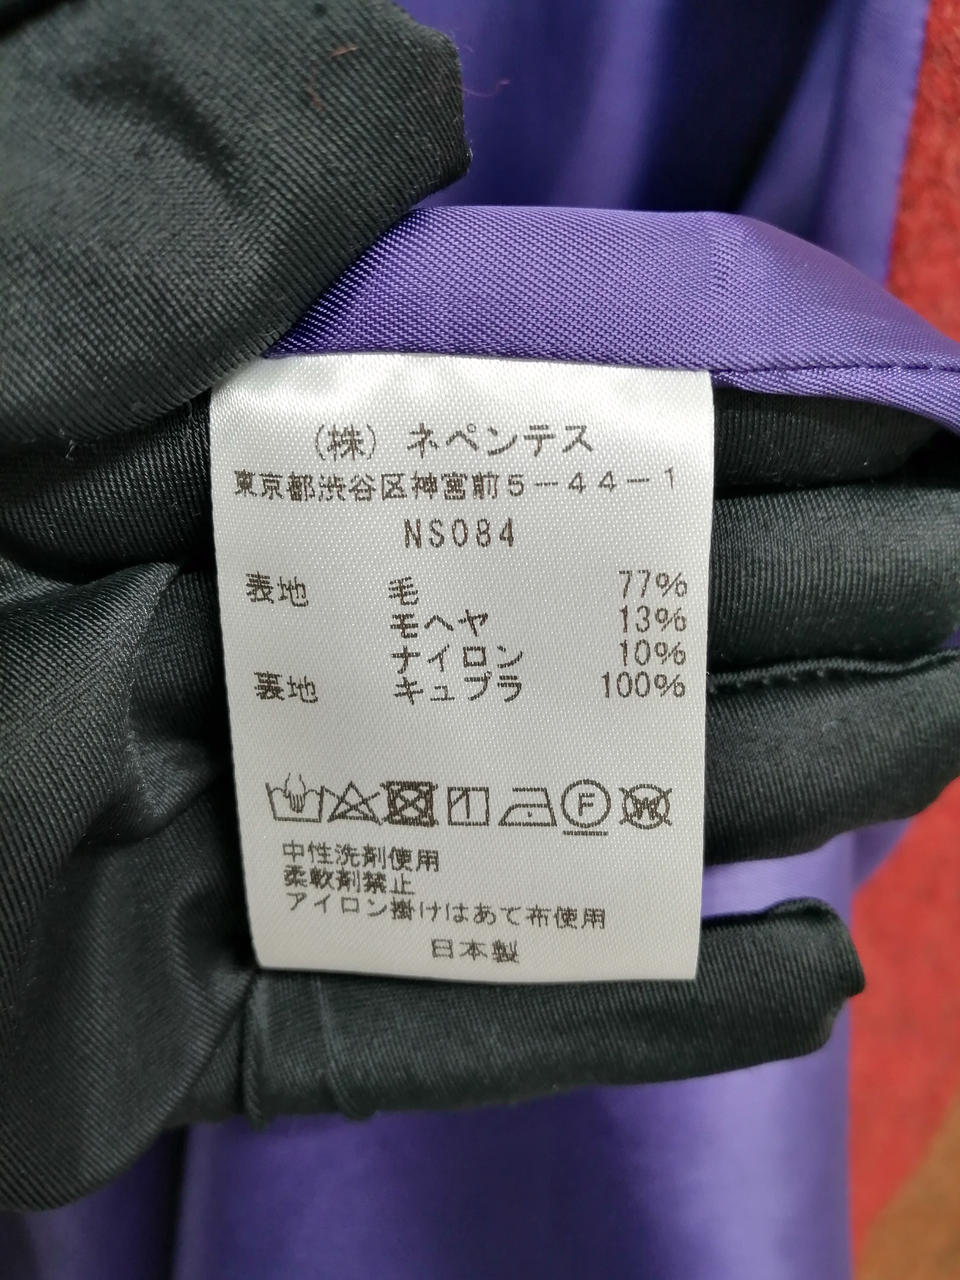 (株) ネペンテス
東京都渋谷区神宮前5-44-1
NS084
表地 毛 77%
モヘヤ 13%
ナイロン 10%
裏地 キュプラ 100%
F
W
中性洗剤使用
柔軟剤禁止
アイロン掛けはあて布使用
日本製